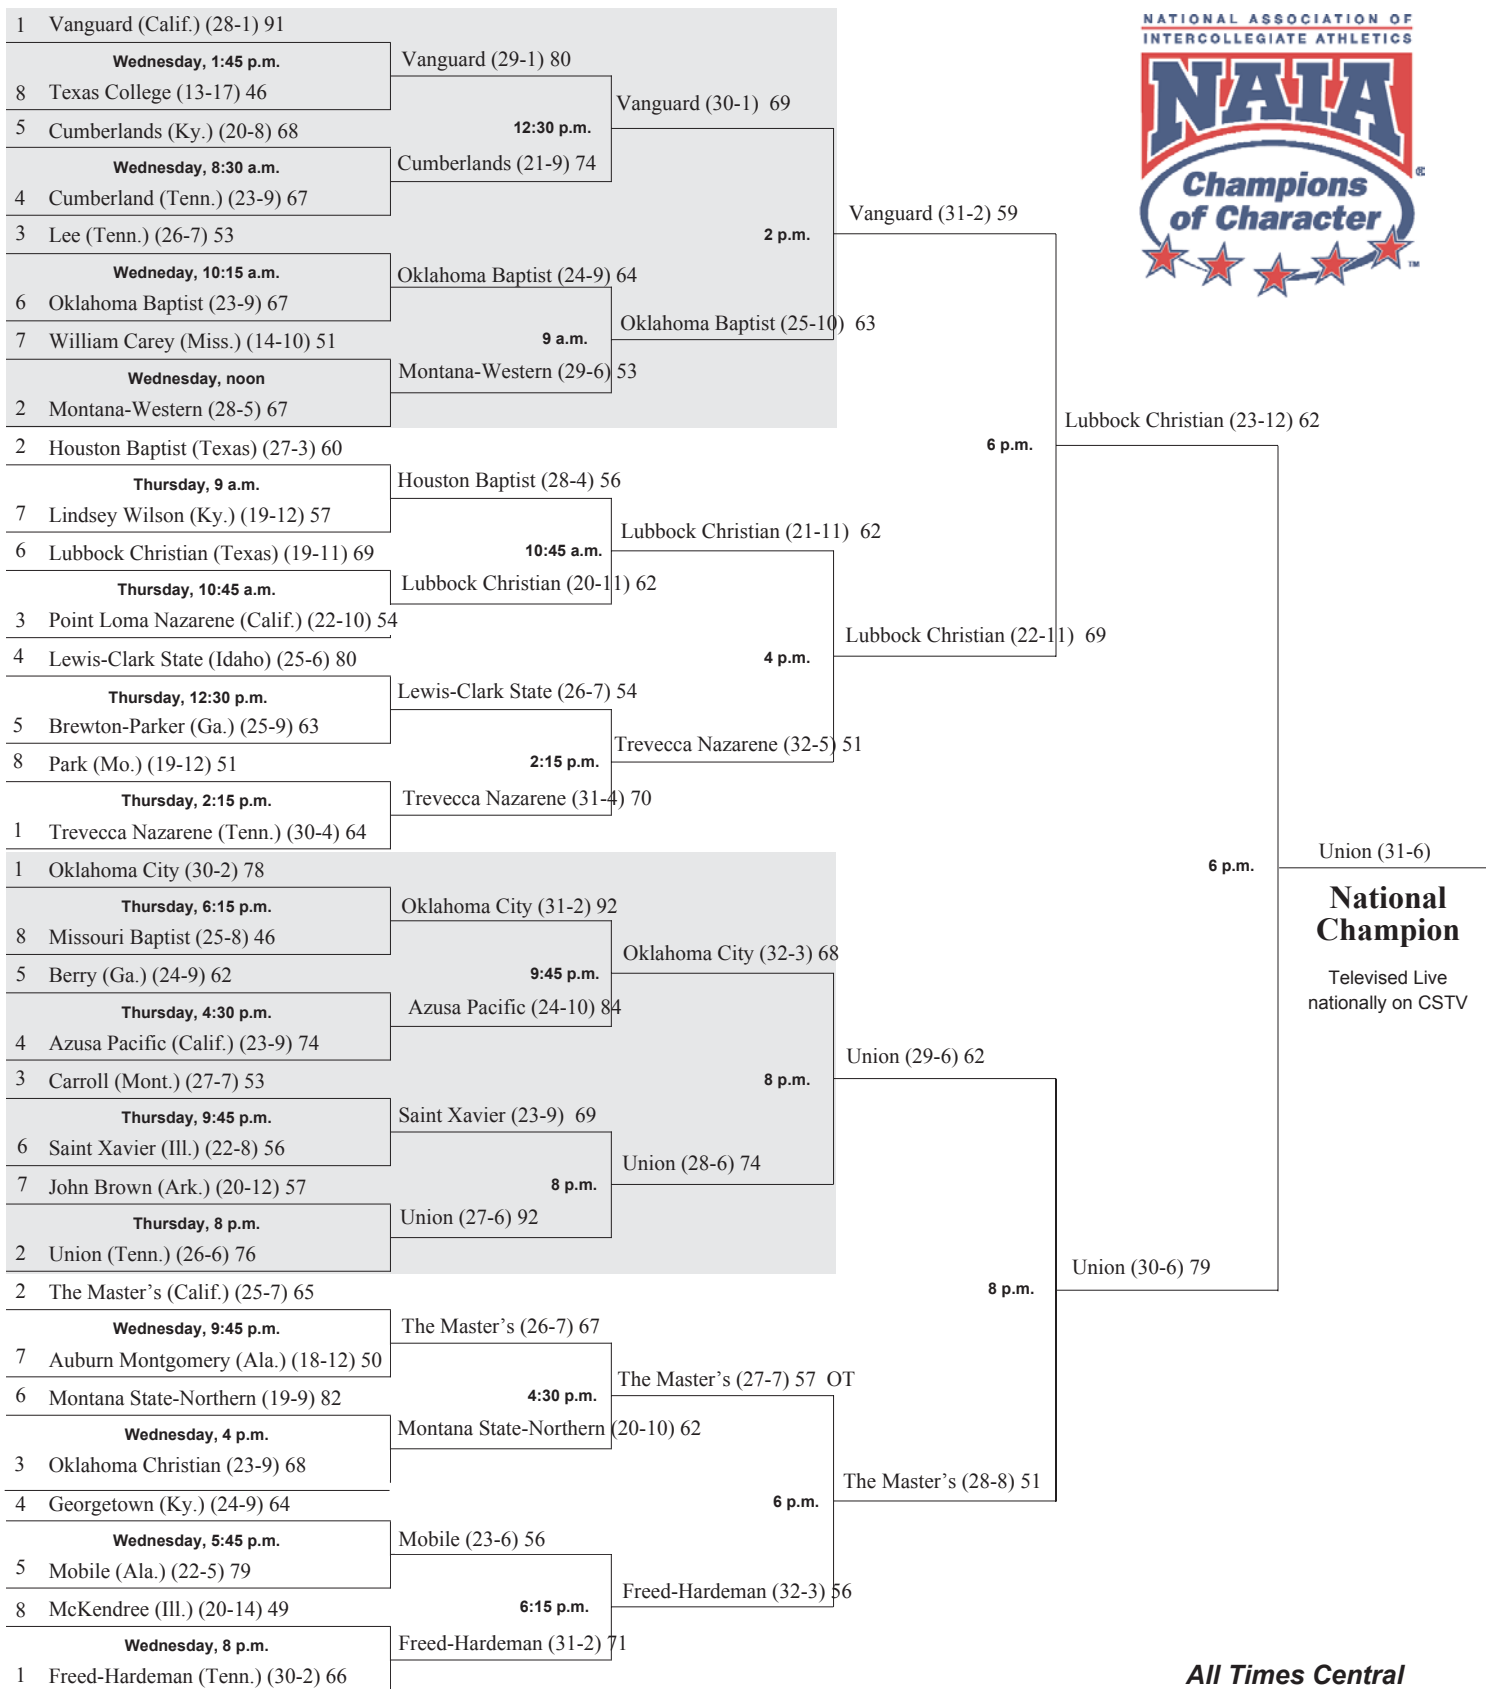 NATIONAL ASSOCIATION OF
INTERCOLLEGIATE ATHLETICS
NAIA
®
Champions
of Character
™
1 Vanguard (Calif.) (28-1) 91
Wednesday, 1:45 p.m.
8 Texas College (13-17) 46
5 Cumberlands (Ky.) (20-8) 68
Wednesday, 8:30 a.m.
4 Cumberland (Tenn.) (23-9) 67
3 Lee (Tenn.) (26-7) 53
Wedneday, 10:15 a.m.
6 Oklahoma Baptist (23-9) 67
7 William Carey (Miss.) (14-10) 51
Wednesday, noon
2 Montana-Western (28-5) 67
2 Houston Baptist (Texas) (27-3) 60
Thursday, 9 a.m.
7 Lindsey Wilson (Ky.) (19-12) 57
6 Lubbock Christian (Texas) (19-11) 69
Thursday, 10:45 a.m.
3 Point Loma Nazarene (Calif.) (22-10) 54
4 Lewis-Clark State (Idaho) (25-6) 80
Thursday, 12:30 p.m.
5 Brewton-Parker (Ga.) (25-9) 63
8 Park (Mo.) (19-12) 51
Thursday, 2:15 p.m.
1 Trevecca Nazarene (Tenn.) (30-4) 64
1 Oklahoma City (30-2) 78
Thursday, 6:15 p.m.
8 Missouri Baptist (25-8) 46
5 Berry (Ga.) (24-9) 62
Thursday, 4:30 p.m.
4 Azusa Pacific (Calif.) (23-9) 74
3 Carroll (Mont.) (27-7) 53
Thursday, 9:45 p.m.
6 Saint Xavier (Ill.) (22-8) 56
7 John Brown (Ark.) (20-12) 57
Thursday, 8 p.m.
2 Union (Tenn.) (26-6) 76
2 The Master's (Calif.) (25-7) 65
Wednesday, 9:45 p.m.
7 Auburn Montgomery (Ala.) (18-12) 50
6 Montana State-Northern (19-9) 82
Wednesday, 4 p.m.
3 Oklahoma Christian (23-9) 68
4 Georgetown (Ky.) (24-9) 64
Wednesday, 5:45 p.m.
5 Mobile (Ala.) (22-5) 79
8 McKendree (Ill.) (20-14) 49
Wednesday, 8 p.m.
1 Freed-Hardeman (Tenn.) (30-2) 66
Vanguard (29-1) 80
12:30 p.m.
Cumberlands (21-9) 74
Oklahoma Baptist (24-9) 64
9 a.m.
Montana-Western (29-6) 53
Houston Baptist (28-4) 56
10:45 a.m.
Lubbock Christian (20-11) 62
Lewis-Clark State (26-7) 54
2:15 p.m.
Trevecca Nazarene (31-4) 70
Oklahoma City (31-2) 92
9:45 p.m.
Azusa Pacific (24-10) 84
Saint Xavier (23-9) 69
8 p.m.
Union (27-6) 92
The Master's (26-7) 67
4:30 p.m.
Montana State-Northern (20-10) 62
Mobile (23-6) 56
6:15 p.m.
Freed-Hardeman (31-2) 71
Vanguard (30-1) 69
2 p.m.
Oklahoma Baptist (25-10) 63
Lubbock Christian (21-11) 62
4 p.m.
Trevecca Nazarene (32-5) 51
Oklahoma City (32-3) 68
8 p.m.
Union (28-6) 74
The Master's (27-7) 57 OT
6 p.m.
Freed-Hardeman (32-3) 56
Vanguard (31-2) 59
6 p.m.
Lubbock Christian (22-11) 69
Union (29-6) 62
8 p.m.
The Master's (28-8) 51
Lubbock Christian (23-12) 62
6 p.m.
Union (30-6) 79
Union (31-6)
National
Champion
Televised Live
nationally on CSTV
All Times Central